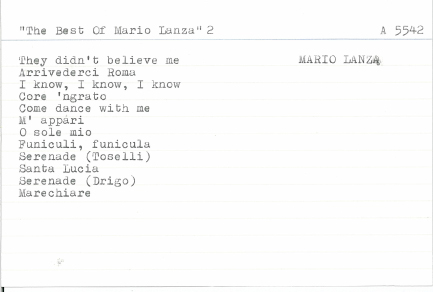 "The Best Of Mario Lanza" 2 A 5542
They didn't believe me MARIO LANZA
Arrivederci Roma
I know, I know, I know
Core 'ngrato
Come dance with me
M' appari
O sole mio
Funiculi, funicula
Serenade (Toselli)
Santa Lucia
Serenade (Drigo)
Marechiare